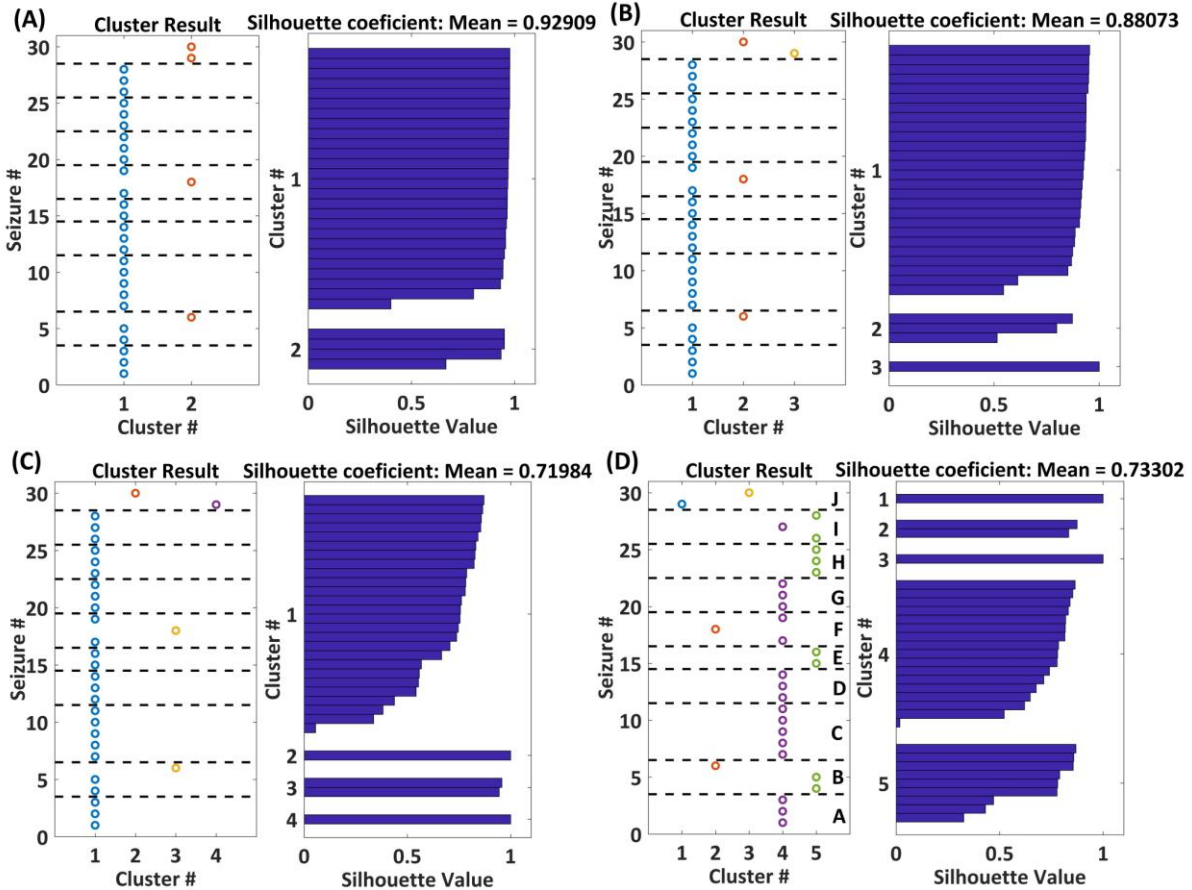 (A)
Cluster Result
Silhouette coeficient: Mean = 0.92909
30
25
20
15
10
5
0
Seizure #
1 2
Cluster #
Cluster #
1
2
0 0.5 1
Silhouette Value
(B)
Cluster Result
Silhouette coeficient: Mean = 0.88073
30
25
20
15
10
5
0
Seizure #
1 2 3
Cluster #
Cluster #
1
2
3
0 0.5 1
Silhouette Value
(C)
Cluster Result
Silhouette coeficient: Mean = 0.71984
30
25
20
15
10
5
0
Seizure #
1 2 3 4
Cluster #
Cluster #
1
2
3
4
0 0.5 1
Silhouette Value
(D)
Cluster Result
Silhouette coeficient: Mean = 0.73302
30
25
20
15
10
5
0
Seizure #
J
I
H
G
F
E
D
C
B
A
1 2 3 4 5
Cluster #
Cluster #
1
2
3
4
5
0 0.5 1
Silhouette Value